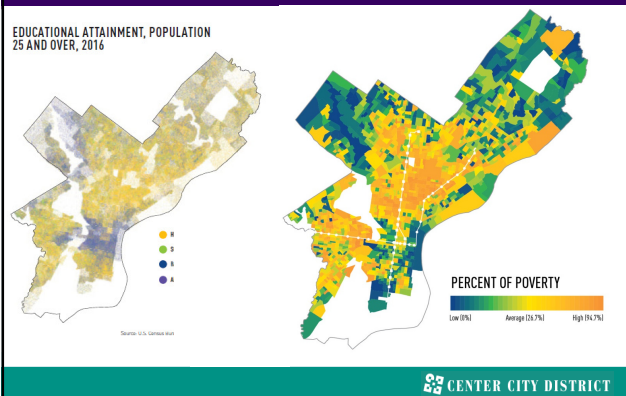 EDUCATIONAL ATTAINMENT, POPULATION
25 AND OVER, 2016
H
S
B
A
Source: U.S. Census
PERCENT OF POVERTY
Low (0%) Average (26.7%) High (94.7%)
CENTER CITY DISTRICT